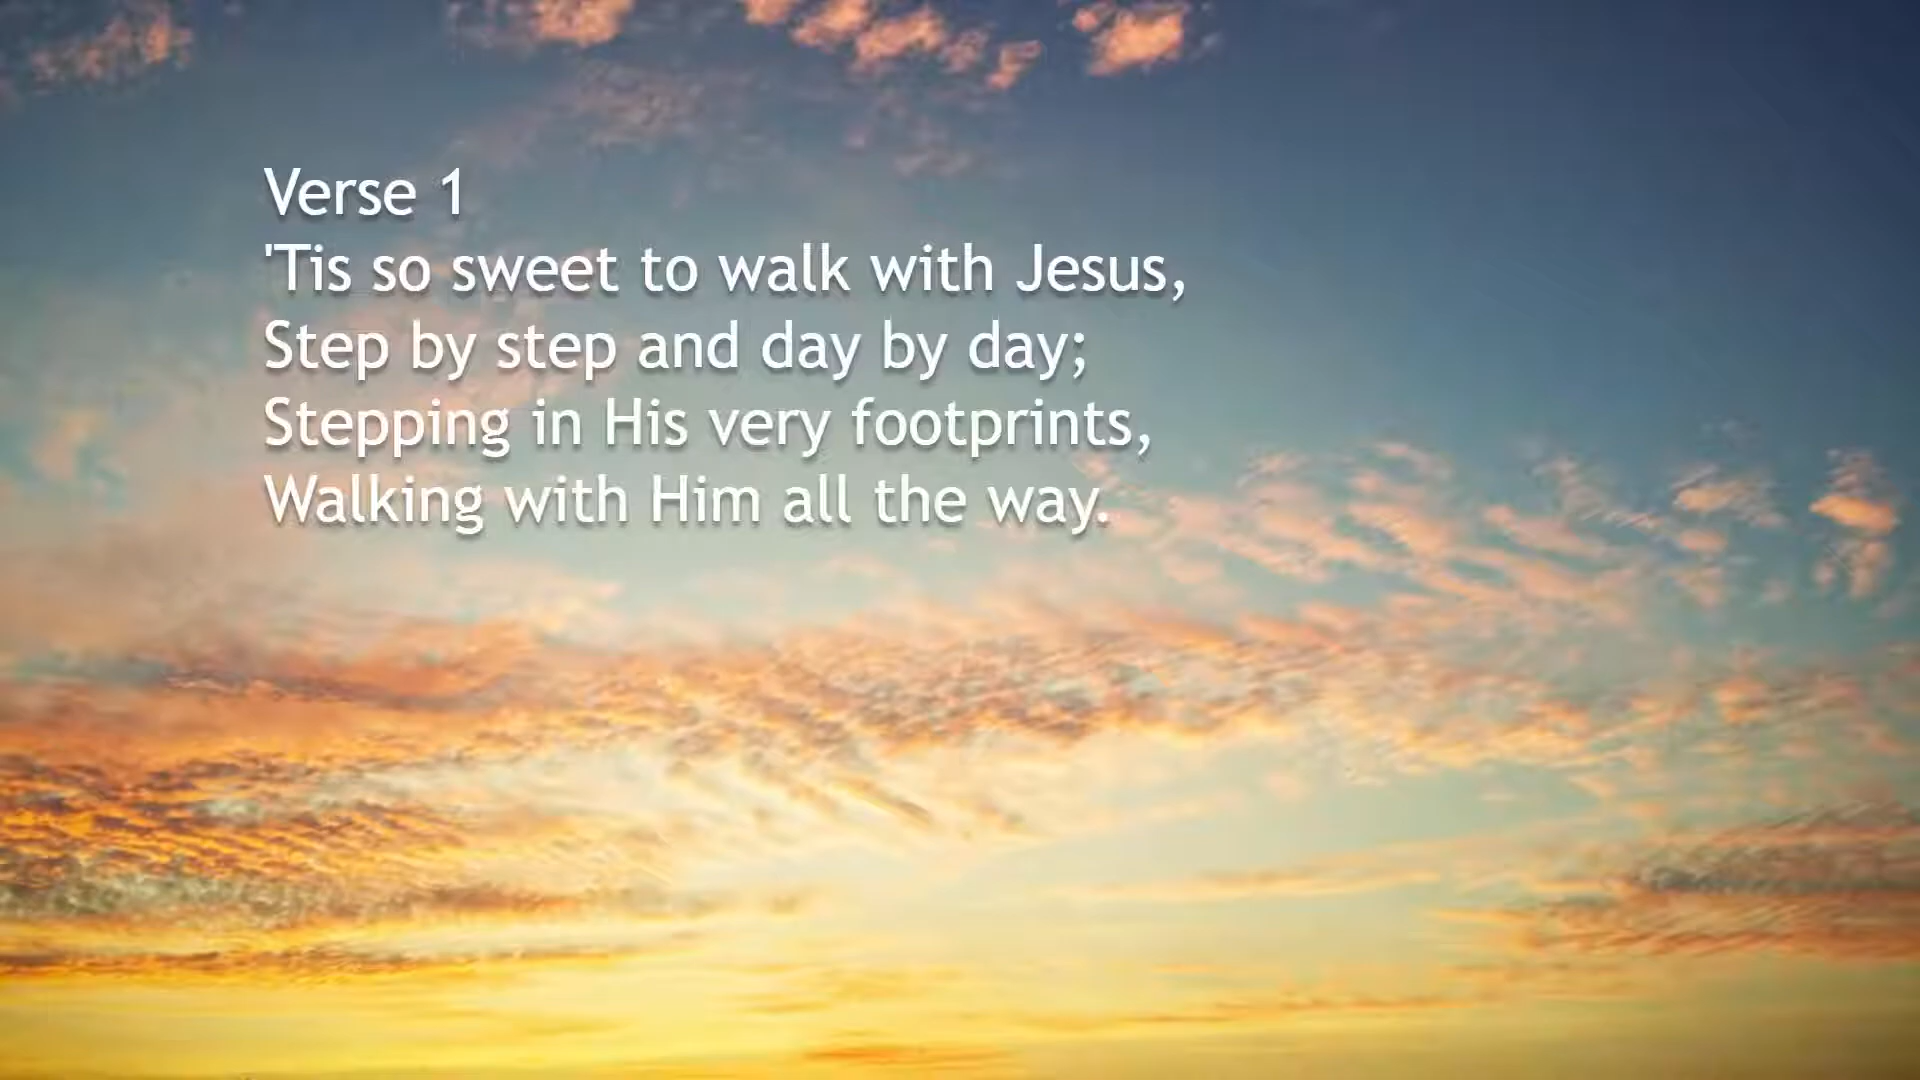 Verse 1
'Tis so sweet to walk with Jesus,
Step by step and day by day;
Stepping in His very footprints,
Walking with Him all the way.